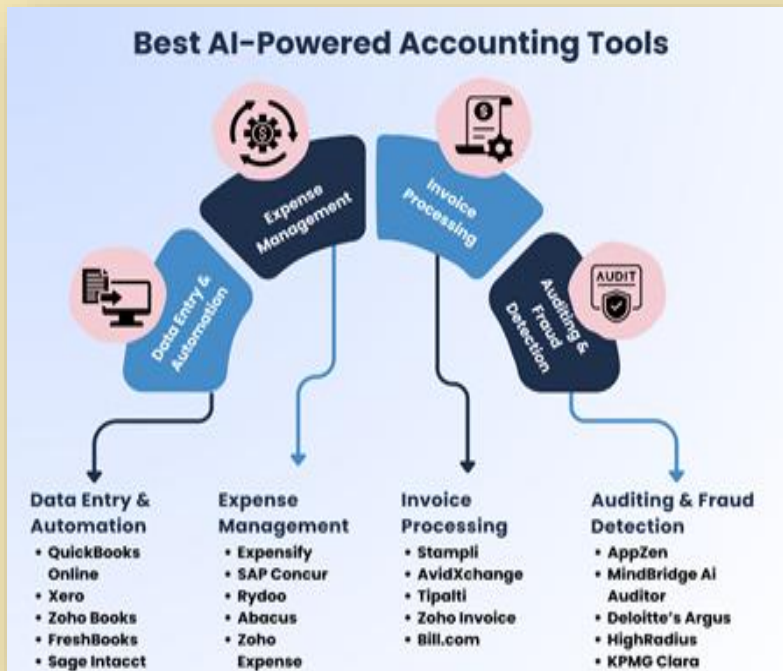 Best AI-Powered Accounting Tools
Data Entry &
Automation
Expense
Management
Invoice
Processing
AUDIT
Auditing &
Fraud
Detection
Data Entry &
Automation
• QuickBooks
Online
• Xero
• Zoho Books
• FreshBooks
• Sage Intacct
Expense
Management
• Expensify
• SAP Concur
• Rydoo
• Abacus
• Zoho
Expense
Invoice
Processing
• Stampli
• AvidXchange
• Tipalti
• Zoho Invoice
• Bill.com
Auditing & Fraud
Detection
• AppZen
• MindBridge Ai
Auditor
• Deloitte's Argus
• HighRadius
• KPMG Clara